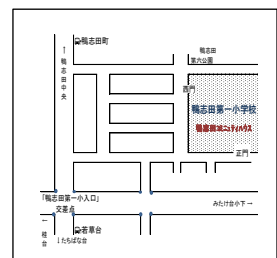 鴨志田町
↑
鴨志田中央
鴨志田
第六公園
西門
鴨志田第一小学校
鴨志田コミュニティハウス
正門
「鴨志田第一小入口」
交差点
みたけ台小下 →
←
桂台
若草台
↓たちばな台